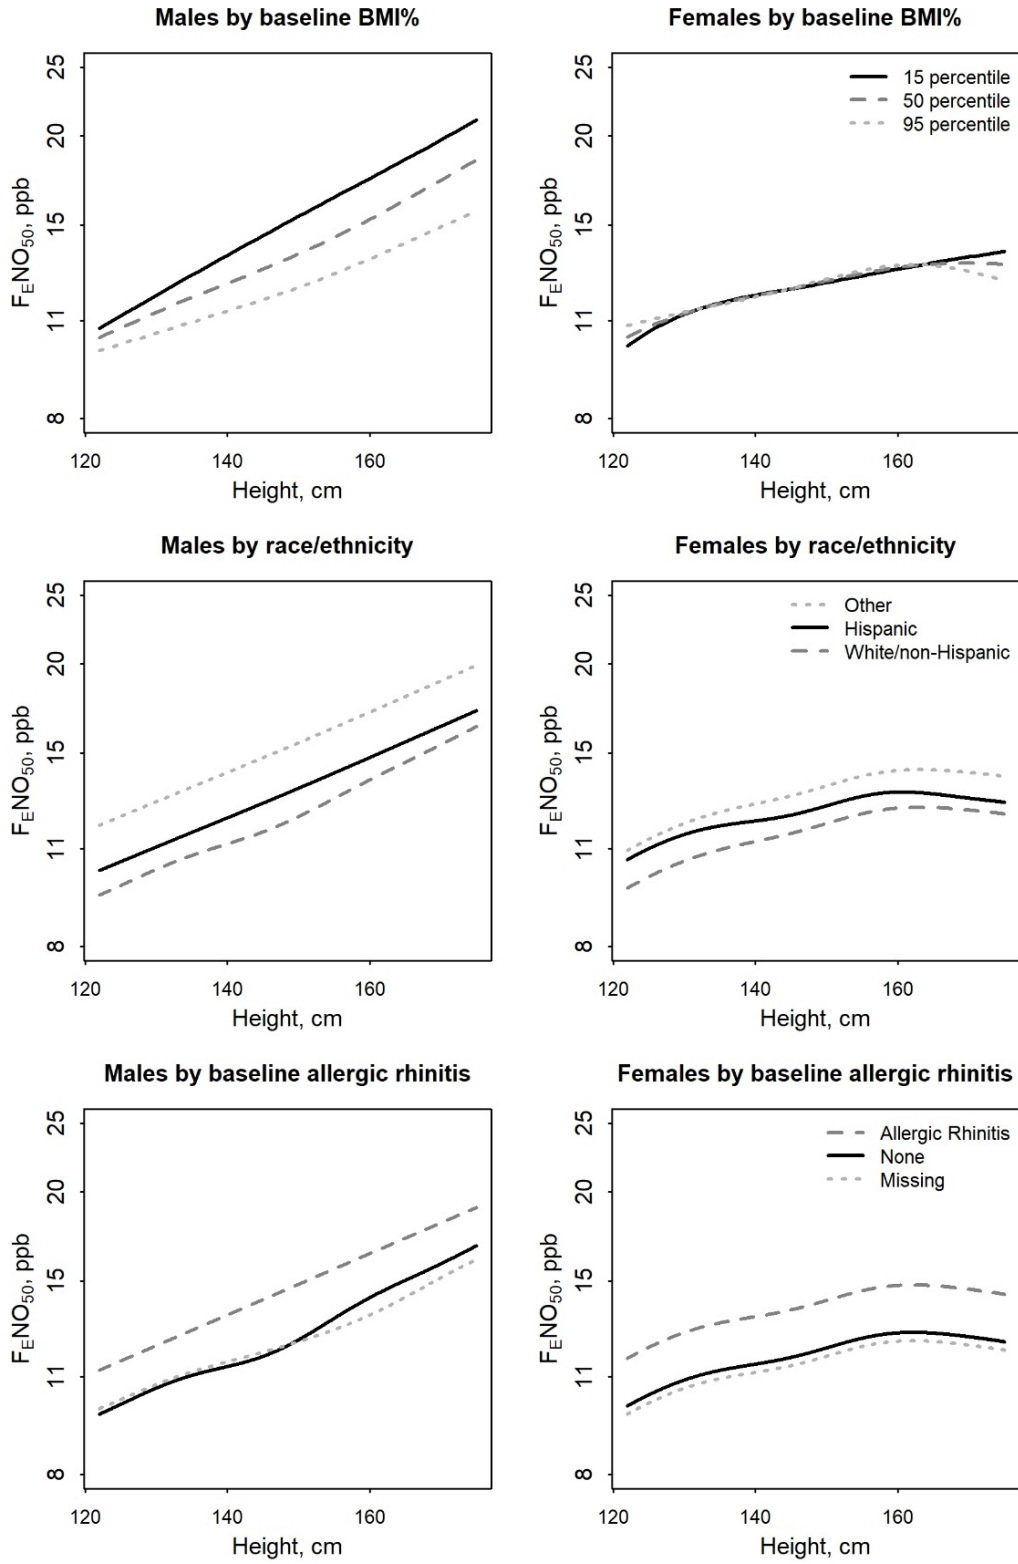 Males by baseline BMI%
25
20
15
11
8
FENO50, ppb
120 140 160
Height, cm
Females by baseline BMI%
15 percentile
50 percentile
95 percentile
25
20
15
11
8
FENO50, ppb
120 140 160
Height, cm
Males by race/ethnicity
25
20
15
11
8
FENO50, ppb
120 140 160
Height, cm
Females by race/ethnicity
Other
Hispanic
White/non-Hispanic
25
20
15
11
8
FENO50, ppb
120 140 160
Height, cm
Males by baseline allergic rhinitis
25
20
15
11
8
FENO50, ppb
120 140 160
Height, cm
Females by baseline allergic rhinitis
Allergic Rhinitis
None
Missing
25
20
15
11
8
FENO50, ppb
120 140 160
Height, cm